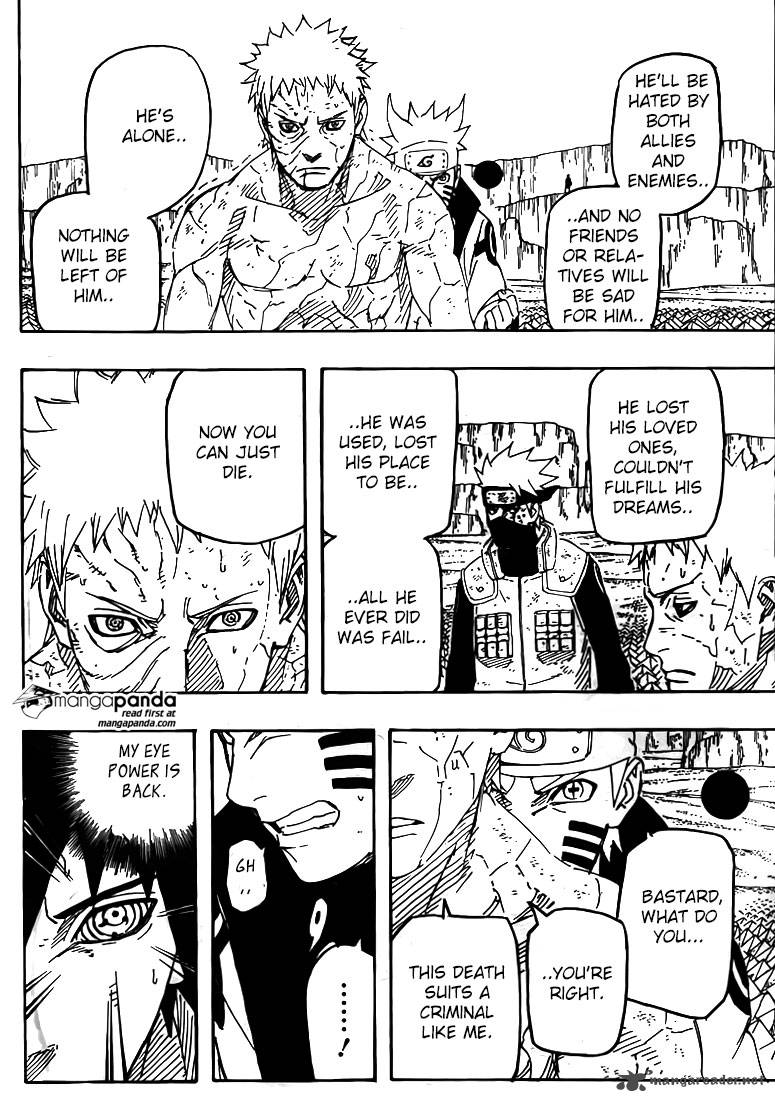 HE'LL BE
HATED BY
BOTH
ALLIES
AND
ENEMIES..
..AND NO
FRIENDS
OR RELA-
TIVES WILL
BE SAD
FOR HIM..
HE'S
ALONE..
NOTHING
WILL BE
LEFT OF
HIM..
HE LOST
HIS LOVED
ONES,
COULDN'T
FULFILL HIS
DREAMS..
..HE WAS
USED, LOST
HIS PLACE
TO BE..
..ALL HE
EVER DID
WAS FAIL..
NOW YOU
CAN JUST
DIE.
mangapanda
read first at
mangapanda.com
BASTARD,
WHAT DO
YOU...
..YOU'RE
RIGHT.
THIS DEATH
SUITS A
CRIMINAL
LIKE ME.
GH
..
...!
MY EYE
POWER IS
BACK.
mangareader.net